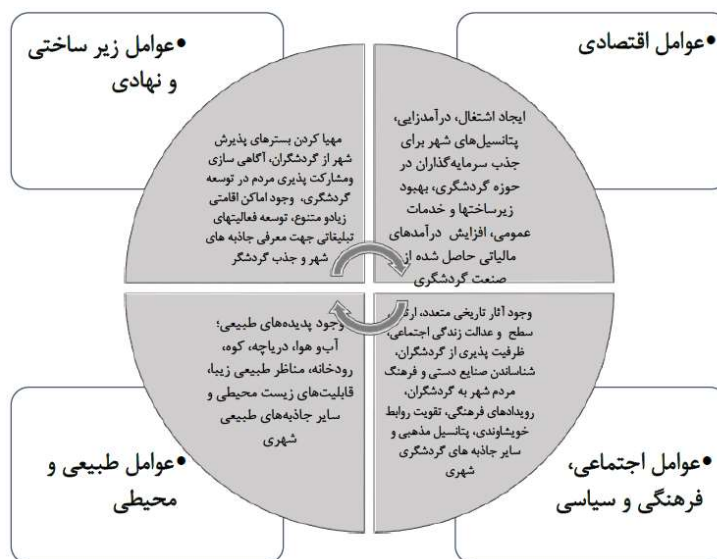 •عوامل اقتصادی
ایجاد اشتغال، درآمدزایی،
پتانسیل‌های شهر برای
جذب سرمایه‌گذاران در
حوزه گردشگری، بهبود
زیرساختها و خدمات
عمومی، افزایش درآمدهای
مالیاتی حاصل شده از
صنعت گردشگری
•عوامل زیر ساختی
و نهادی
مهیا کردن بسترهای پذیرش
شهر از گردشگران، آگاهی سازی
ومشارکت پذیری مردم در توسعه
گردشگری، وجود اماکن اقامتی
زیادو متنوع، توسعه فعالیتهای
تبلیغاتی جهت معرفی جاذبه های
شهر و جذب گردشگر
•عوامل اجتماعی،
فرهنگی و سیاسی
وجود آثار تاریخی متعدد،
سطح و عدالت زندگی اجتماعی،
ظرفیت پذیری از گردشگران،
شناساندن صنایع دستی و فرهنگ
مردم شهر به گردشگران،
رویدادهای فرهنگی، تقویت روابط
خویشاوندی، پتانسیل مذهبی و
سایر جاذبه های گردشگری
شهری
•عوامل طبیعی و
محیطی
وجود پدیده‌های طبیعی؛
آب‌و هوا، دریاچه، کوه،
رودخانه، مناظر طبیعی زیبا،
قابلیت‌های زیست محیطی و
سایر جاذبه‌های طبیعی
شهری